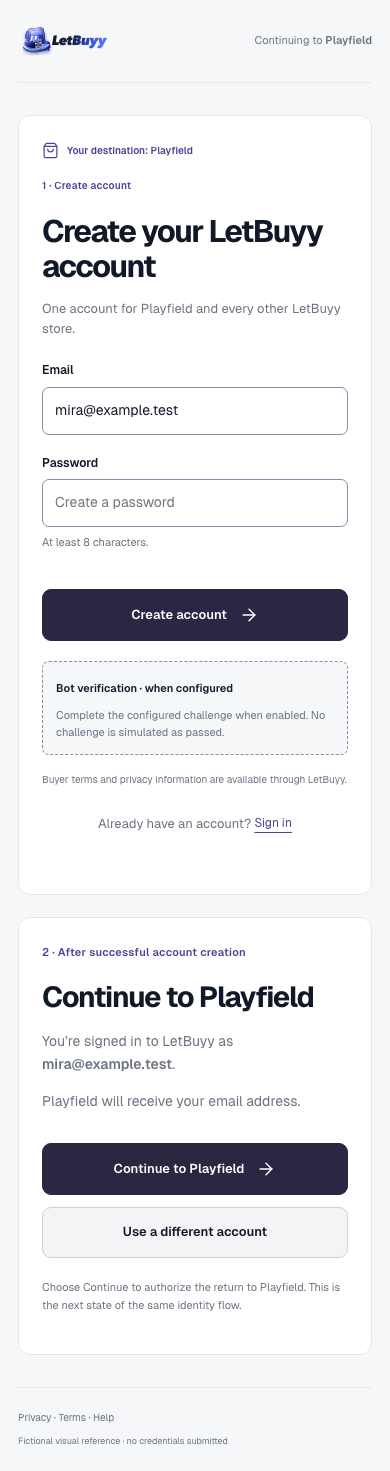 LetBuyy
Continuing to Playfield
Your destination: Playfield
1 · Create account
Create your LetBuyy
account
One account for Playfield and every other LetBuyy
store.
Email
mira@example.test
Password
Create a password
At least 8 characters.
Create account
Bot verification · when configured
Complete the configured challenge when enabled. No
challenge is simulated as passed.
Buyer terms and privacy information are available through LetBuyy.
Already have an account? Sign in
2 · After successful account creation
Continue to Playfield
You're signed in to LetBuyy as
mira@example.test.
Playfield will receive your email address.
Continue to Playfield
Use a different account
Choose Continue to authorize the return to Playfield. This is
the next state of the same identity flow.
Privacy · Terms · Help
Fictional visual reference · no credentials submitted